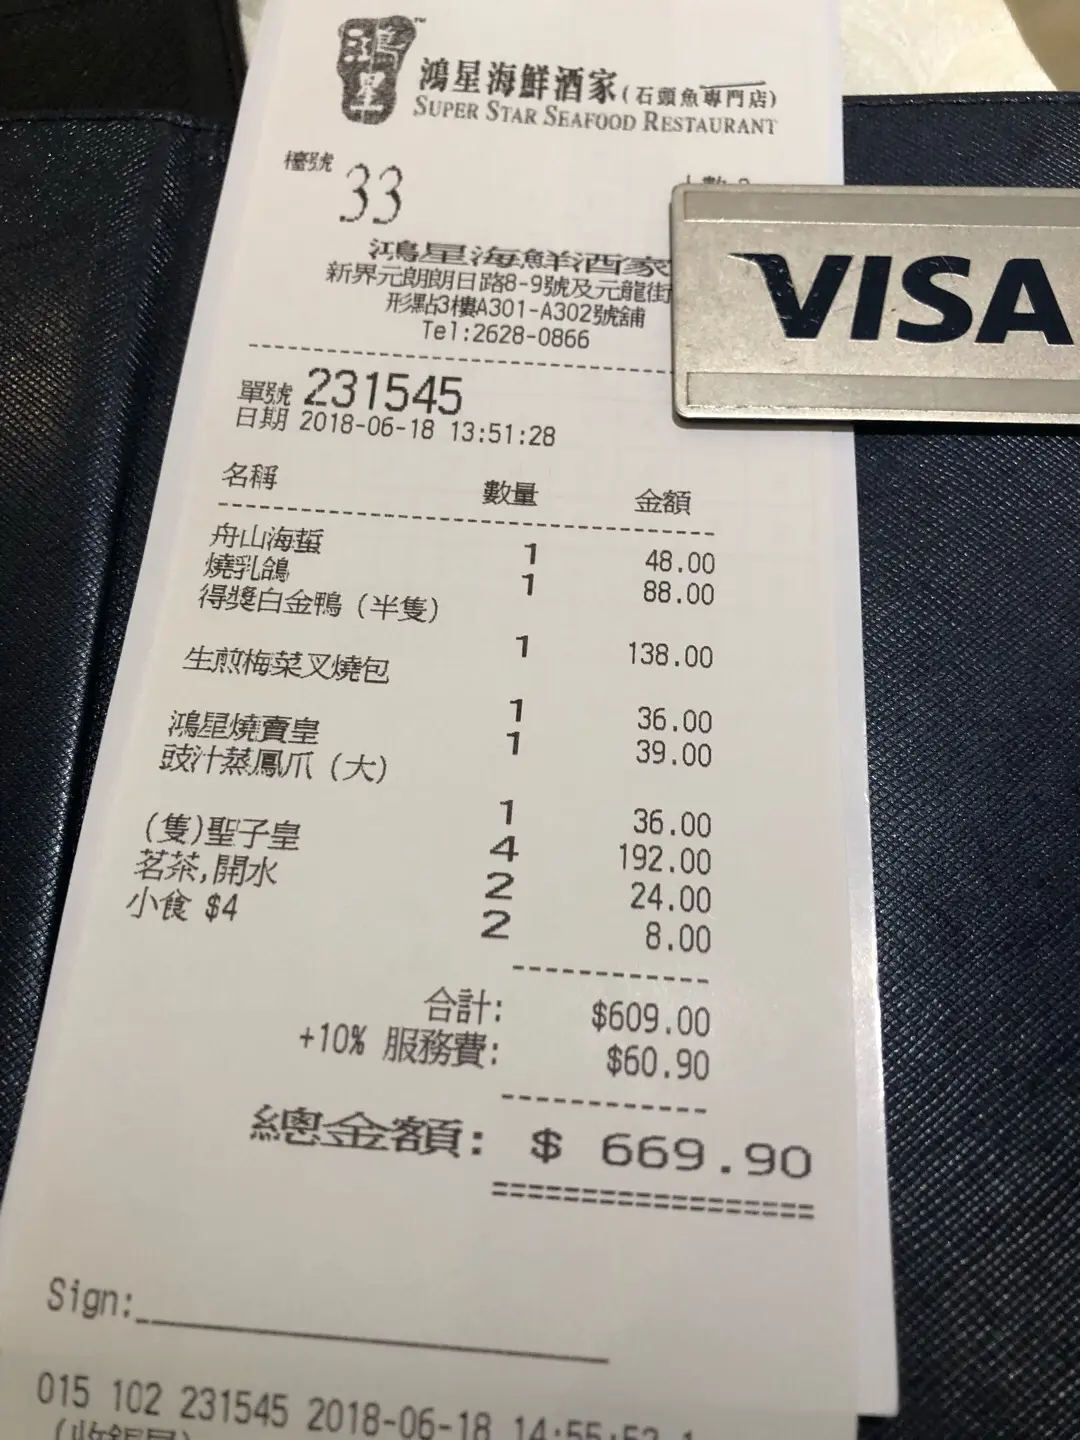 鴻星
TM
鴻星海鮮酒家(石頭魚專門店)
SUPER STAR SEAFOOD RESTAURANT
檯號 33
鴻星海鮮酒家
新界元朗朗日路8-9號及元龍街
形點3樓A301-A302號舖
Tel:2628-0866
VISA
單號 231545
日期 2018-06-18 13:51:28
名稱 數量 金額
舟山海蜇 1 48.00
燒乳鴿 1 88.00
得獎白金鴨(半隻)
1 138.00
生煎梅菜叉燒包
1 36.00
鴻星燒賣皇 1 39.00
豉汁蒸鳳爪(大)
1 36.00
(隻)聖子皇 4 192.00
茗茶,開水 2 24.00
小食 $4 2 8.00
合計: $609.00
+10% 服務費: $60.90
總金額: $ 669.90
Sign:
015 102 231545 2018-06-18 14:55:52 1